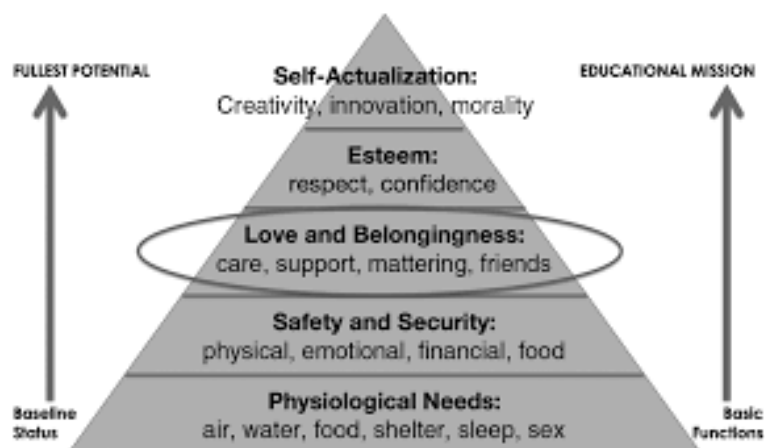 FULLEST POTENTIAL
EDUCATIONAL MISSION
Self-Actualization:
Creativity, innovation, morality
Esteem:
respect, confidence
Love and Belongingness:
care, support, mattering, friends
Safety and Security:
physical, emotional, financial, food
Physiological Needs:
air, water, food, shelter, sleep, sex
Baseline
Status
Basic
Functions